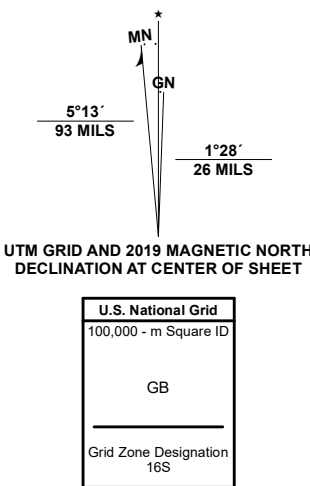 ★
MN
GN
5°13´
93 MILS
1°28´
26 MILS
UTM GRID AND 2019 MAGNETIC NORTH
DECLINATION AT CENTER OF SHEET
U.S. National Grid
100,000 - m Square ID
GB
Grid Zone Designation
16S